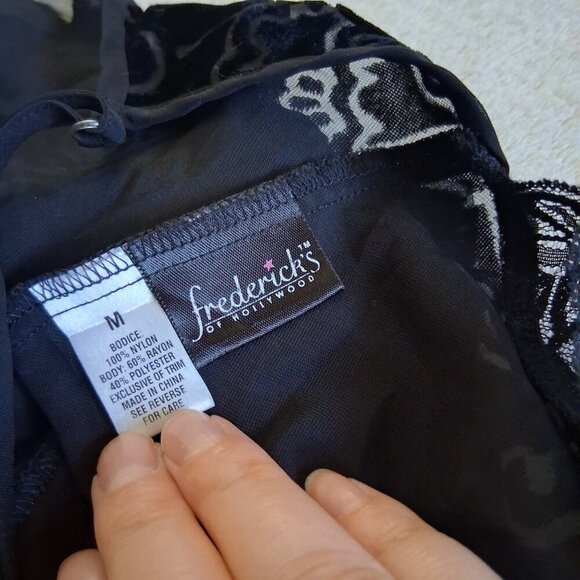 M
BODICE:
100% NYLON
BODY: 60% RAYON
40% POLYESTER
EXCLUSIVE OF TRIM
MADE IN CHINA
SEE REVERSE
FOR CARE
frederick's™
OF HOLLYWOOD